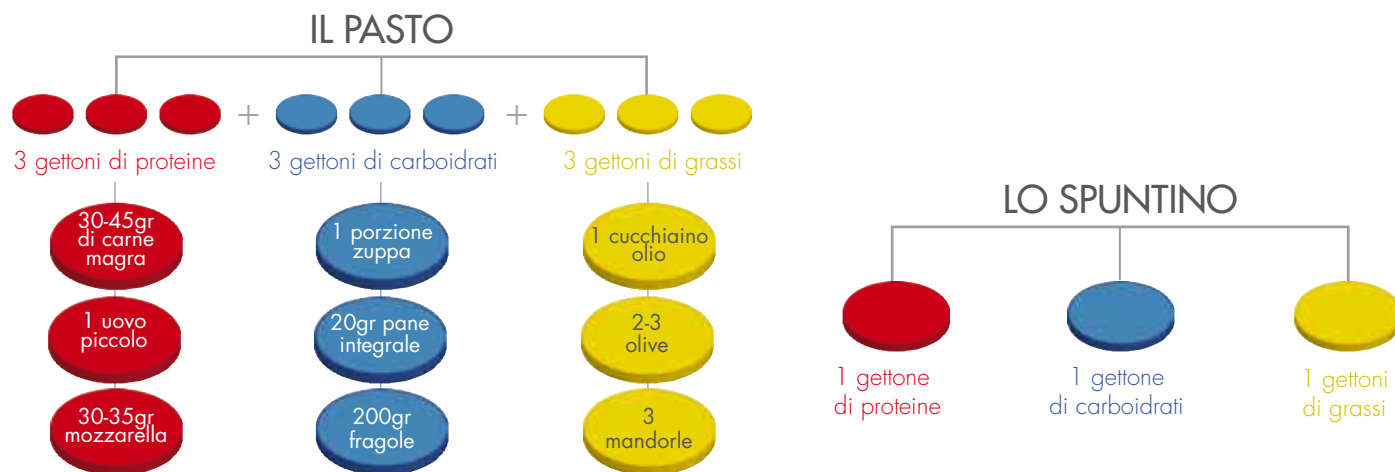 IL PASTO
+
+
3 gettoni di proteine
3 gettoni di carboidrati
3 gettoni di grassi
30-45gr
di carne
magra
1 porzione
zuppa
1 cucchiaino
olio
1 uovo
piccolo
20gr pane
integrale
2-3
olive
30-35gr
mozzarella
200gr
fragole
3
mandorle
LO SPUNTINO
1 gettone
di proteine
1 gettone
di carboidrati
1 gettoni
di grassi